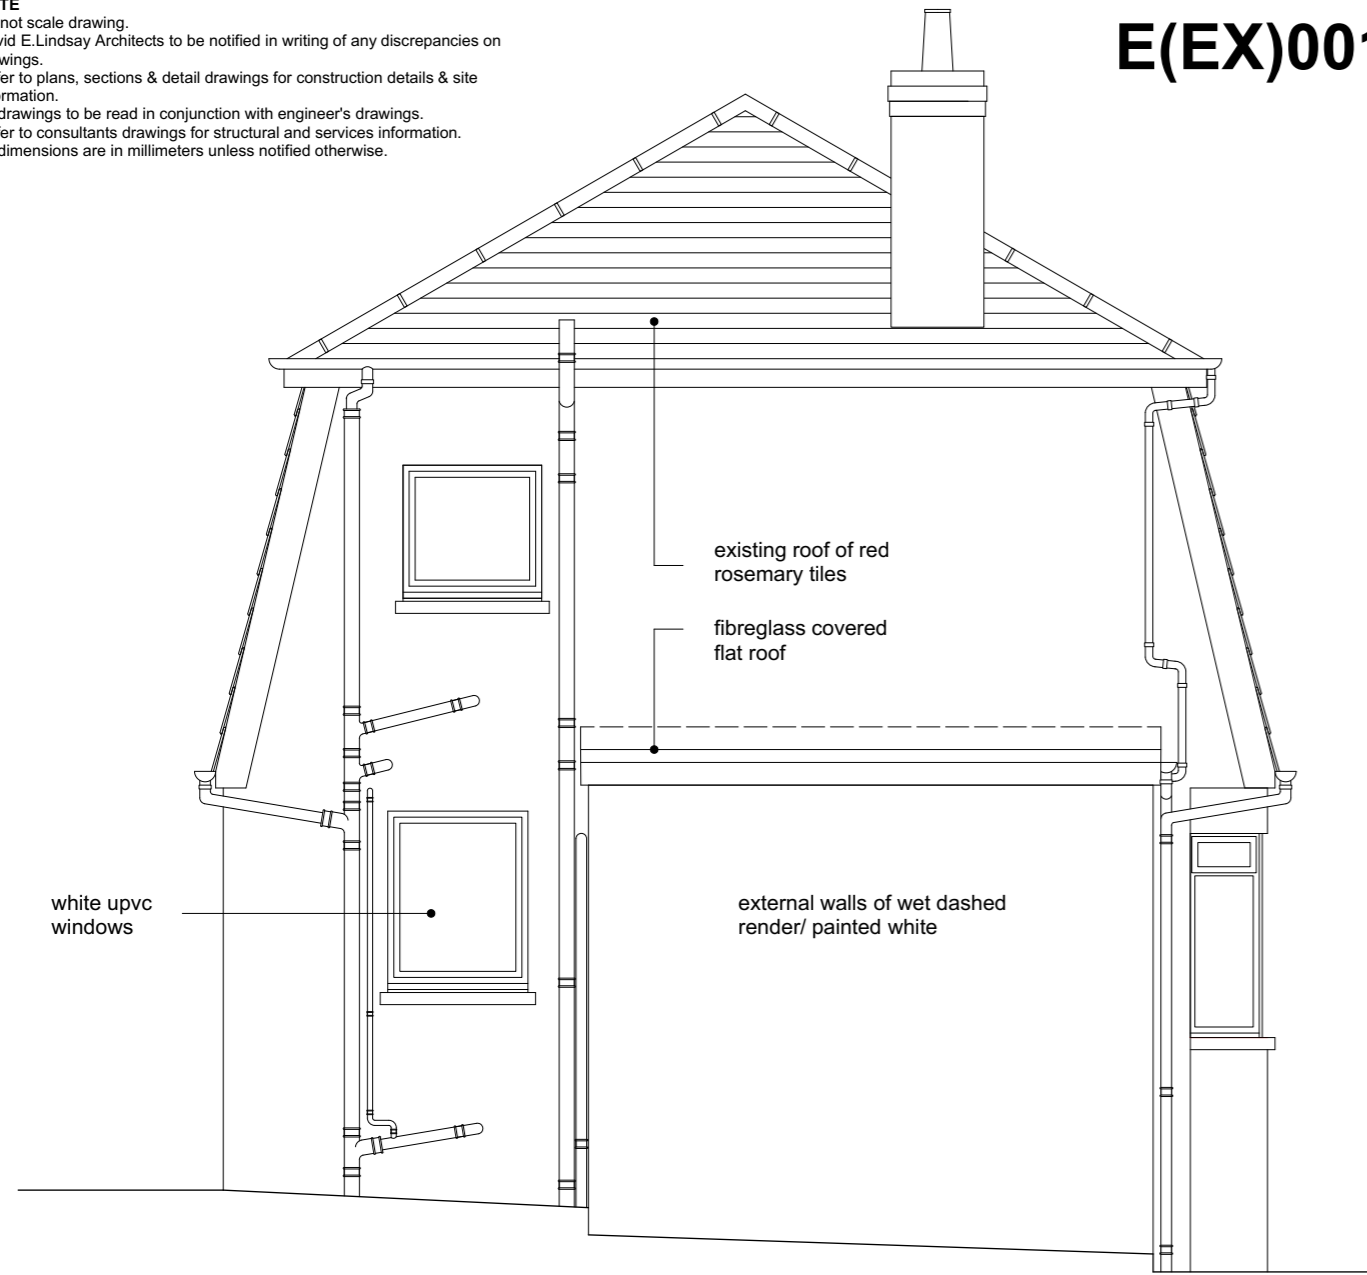 TE
not scale drawing.
vid E.Lindsay Architects to be notified in writing of any discrepancies on
wings.
er to plans, sections & detail drawings for construction details & site
ormation.
drawings to be read in conjunction with engineer's drawings.
er to consultants drawings for structural and services information.
dimensions are in millimeters unless notified otherwise.
E(EX)001
existing roof of red
rosemary tiles
fibreglass covered
flat roof
white upvc
windows
external walls of wet dashed
render/ painted white